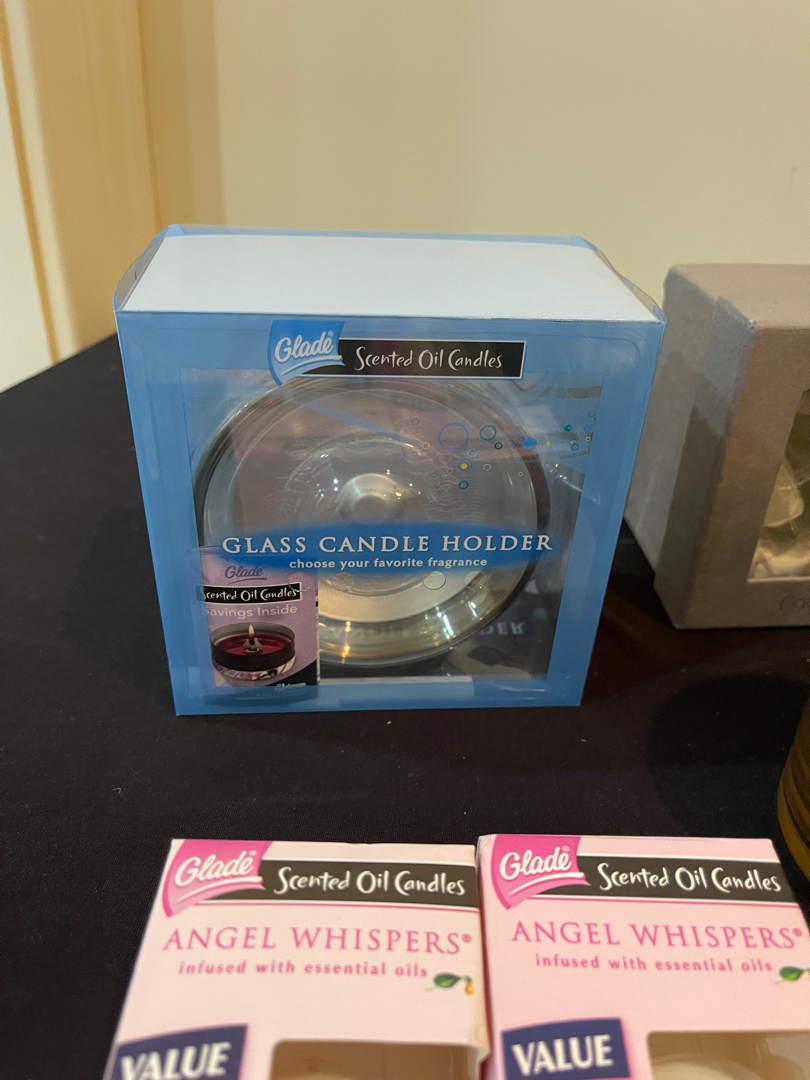 Glade
Scented Oil Candles
GLASS CANDLE HOLDER
choose your favorite fragrance
Glade
Scented Oil Candles
Savings Inside
Glade
Scented Oil Candles
ANGEL WHISPERS®
infused with essential oils
VALUE
Glade
Scented Oil Candles
ANGEL WHISPERS®
infused with essential oils
VALUE